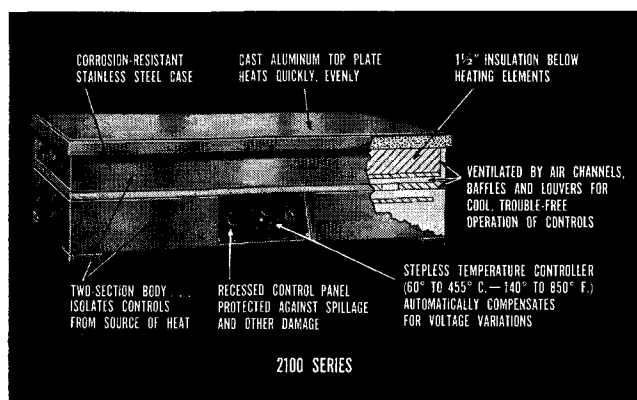 CORROSION-RESISTANT
STAINLESS STEEL CASE
CAST ALUMINUM TOP PLATE
HEATS QUICKLY, EVENLY
1½" INSULATION BELOW
HEATING ELEMENTS
VENTILATED BY AIR CHANNELS,
BAFFLES AND LOUVERS FOR
COOL, TROUBLE-FREE
OPERATION OF CONTROLS
TWO-SECTION BODY...
ISOLATES CONTROLS
FROM SOURCE OF HEAT
RECESSED CONTROL PANEL
PROTECTED AGAINST SPILLAGE
AND OTHER DAMAGE
STEPLESS TEMPERATURE CONTROLLER
(60° TO 455° C.—140° TO 850° F.)
AUTOMATICALLY COMPENSATES
FOR VOLTAGE VARIATIONS
2100 SERIES